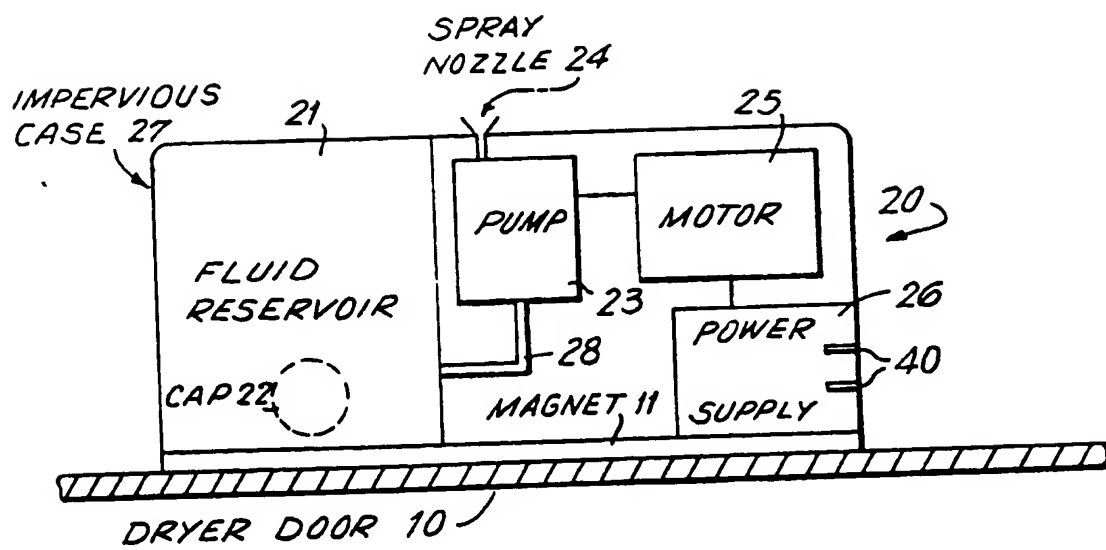 SPRAY
NOZZLE 24
IMPERVIOUS
CASE 27
21
25
PUMP
MOTOR
20
FLUID
RESERVOIR
23
26
POWER
28
40
CAP 22
MAGNET 11
SUPPLY
DRYER DOOR 10